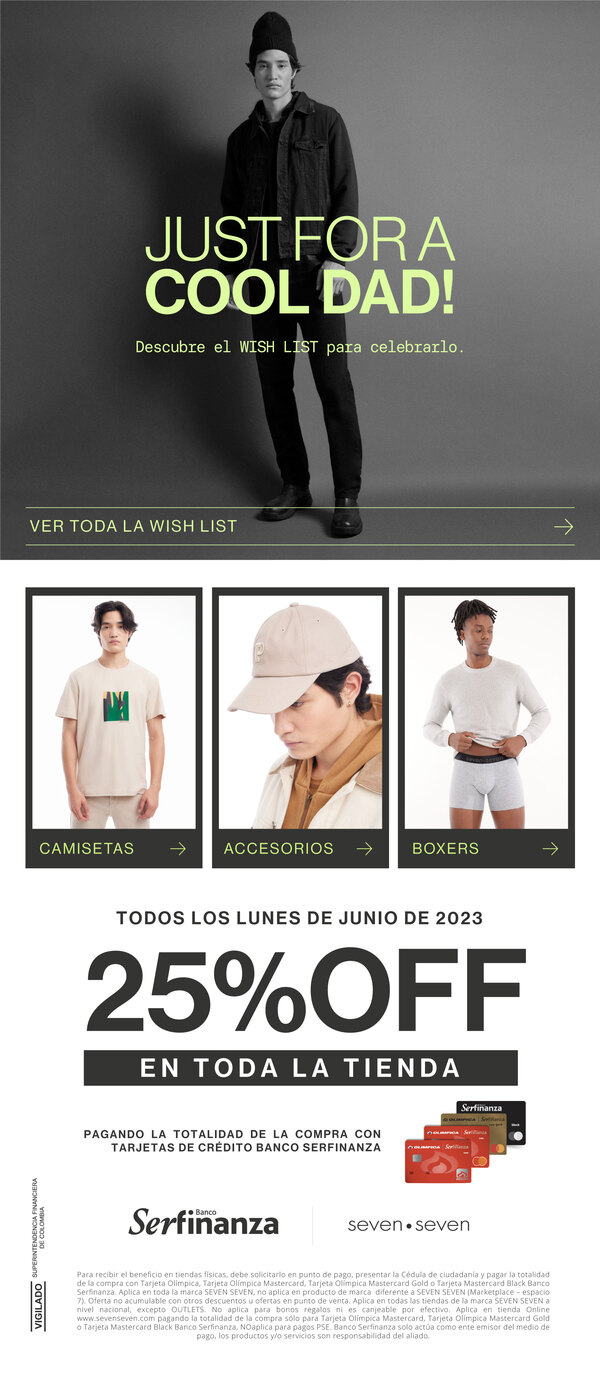 JUST FOR A
COOL DAD!
Descubre el WISH LIST para celebrarlo.
VER TODA LA WISH LIST
CAMISETAS
ACCESORIOS
BOXERS
TODOS LOS LUNES DE JUNIO DE 2023
25%OFF
EN TODA LA TIENDA
PAGANDO LA TOTALIDAD DE LA COMPRA CON
TARJETAS DE CRÉDITO BANCO SERFINANZA
Banco
Serfinanza
seven•seven
VIGILADO
SUPERINTENDENCIA FINANCIERA
DE COLOMBIA
Para recibir el beneficio en tiendas físicas, debe solicitarlo en punto de pago, presentar la Cédula de ciudadanía y pagar la totalidad
de la compra con Tarjeta Olímpica, Tarjeta Olímpica Mastercard, Tarjeta Olímpica Mastercard Gold o Tarjeta Mastercard Black Banco
Serfinanza. Aplica en toda la marca SEVEN SEVEN, no aplica en producto de marca diferente a SEVEN SEVEN (Marketplace – espacio
7). Oferta no acumulable con otros descuentos u ofertas en punto de venta. Aplica en todas las tiendas de la marca SEVEN SEVEN a
nivel nacional, excepto OUTLETS. No aplica para bonos regalos ni es canjeable por efectivo. Aplica en tienda Online
www.sevenseven.com pagando la totalidad de la compra sólo para Tarjeta Olímpica Mastercard, Tarjeta Olímpica Mastercard Gold
o Tarjeta Mastercard Black Banco Serfinanza, NOaplica para pagos PSE. Banco Serfinanza solo actúa como ente emisor del medio de
pago, los productos y/o servicios son responsabilidad del aliado.